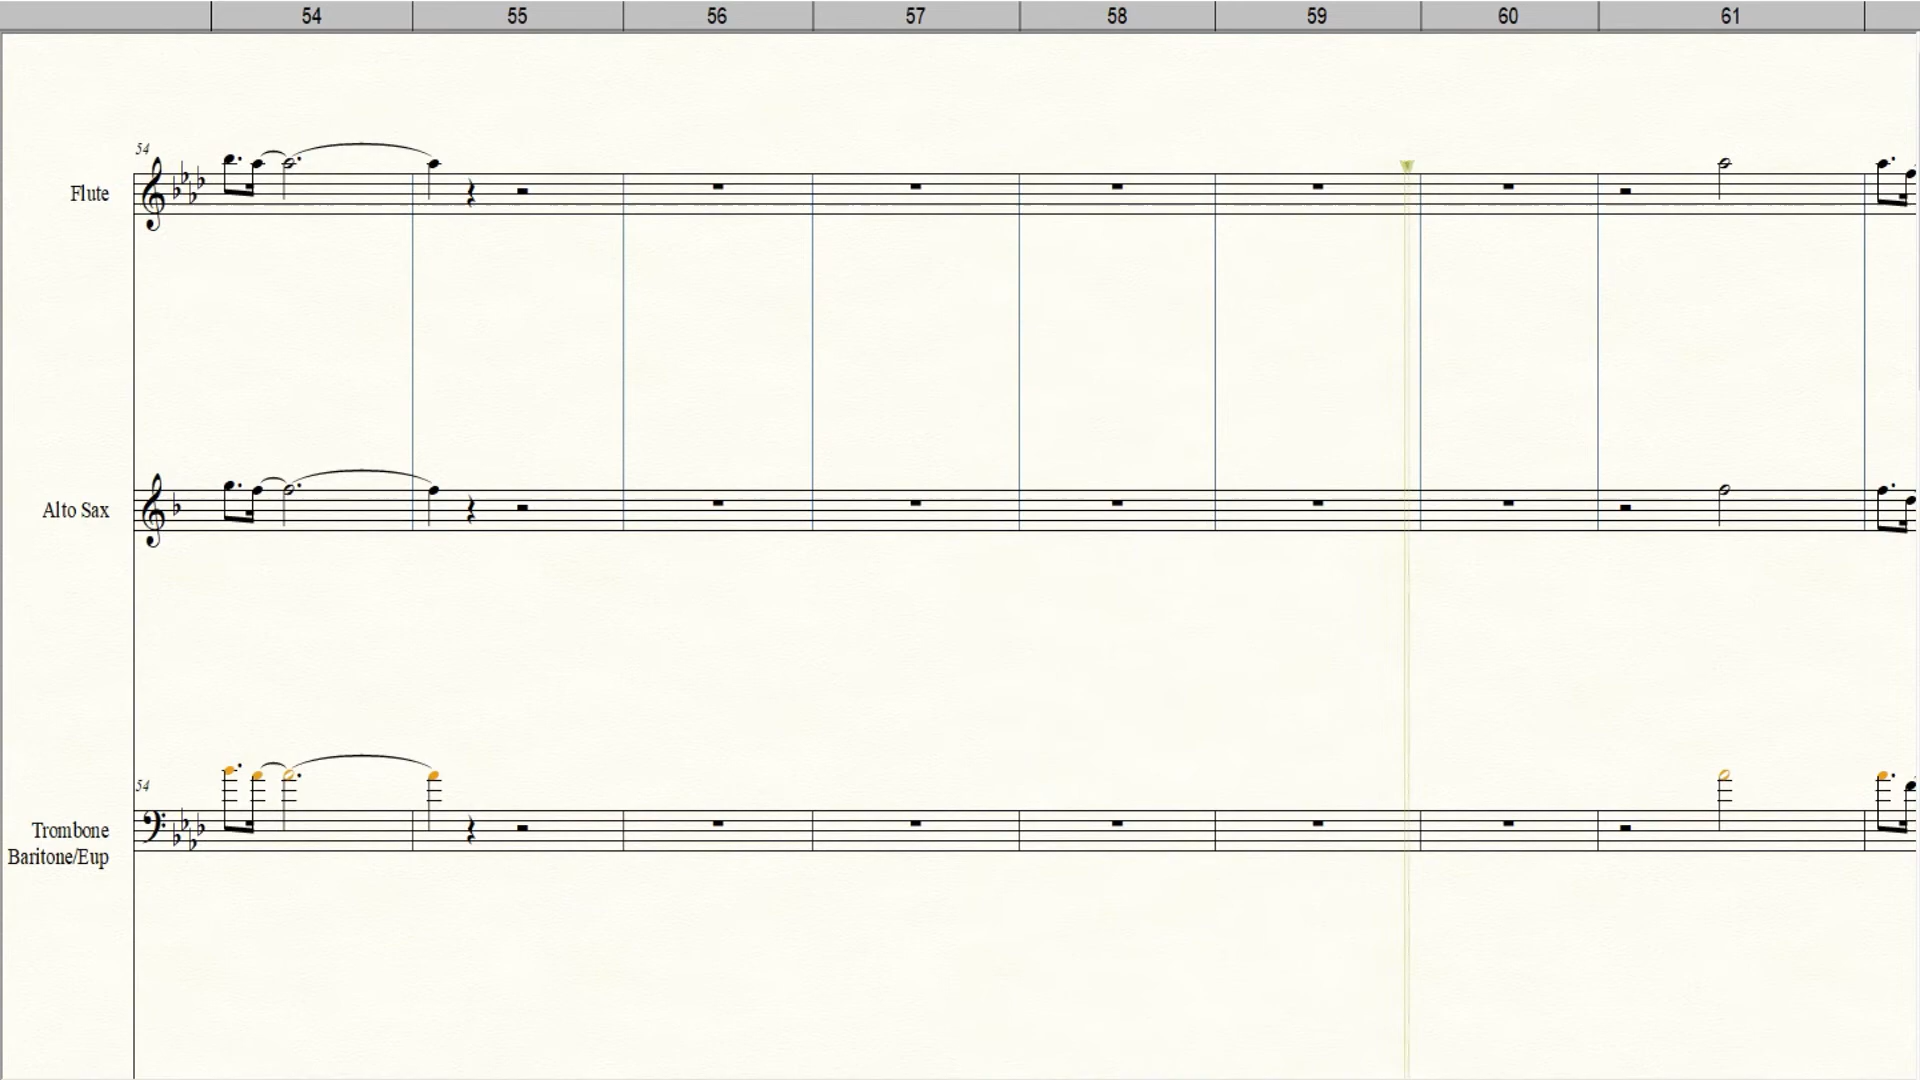 54 55 56 57 58 59 60 61
54
Flute
Alto Sax
54
Trombone
Baritone/Eup